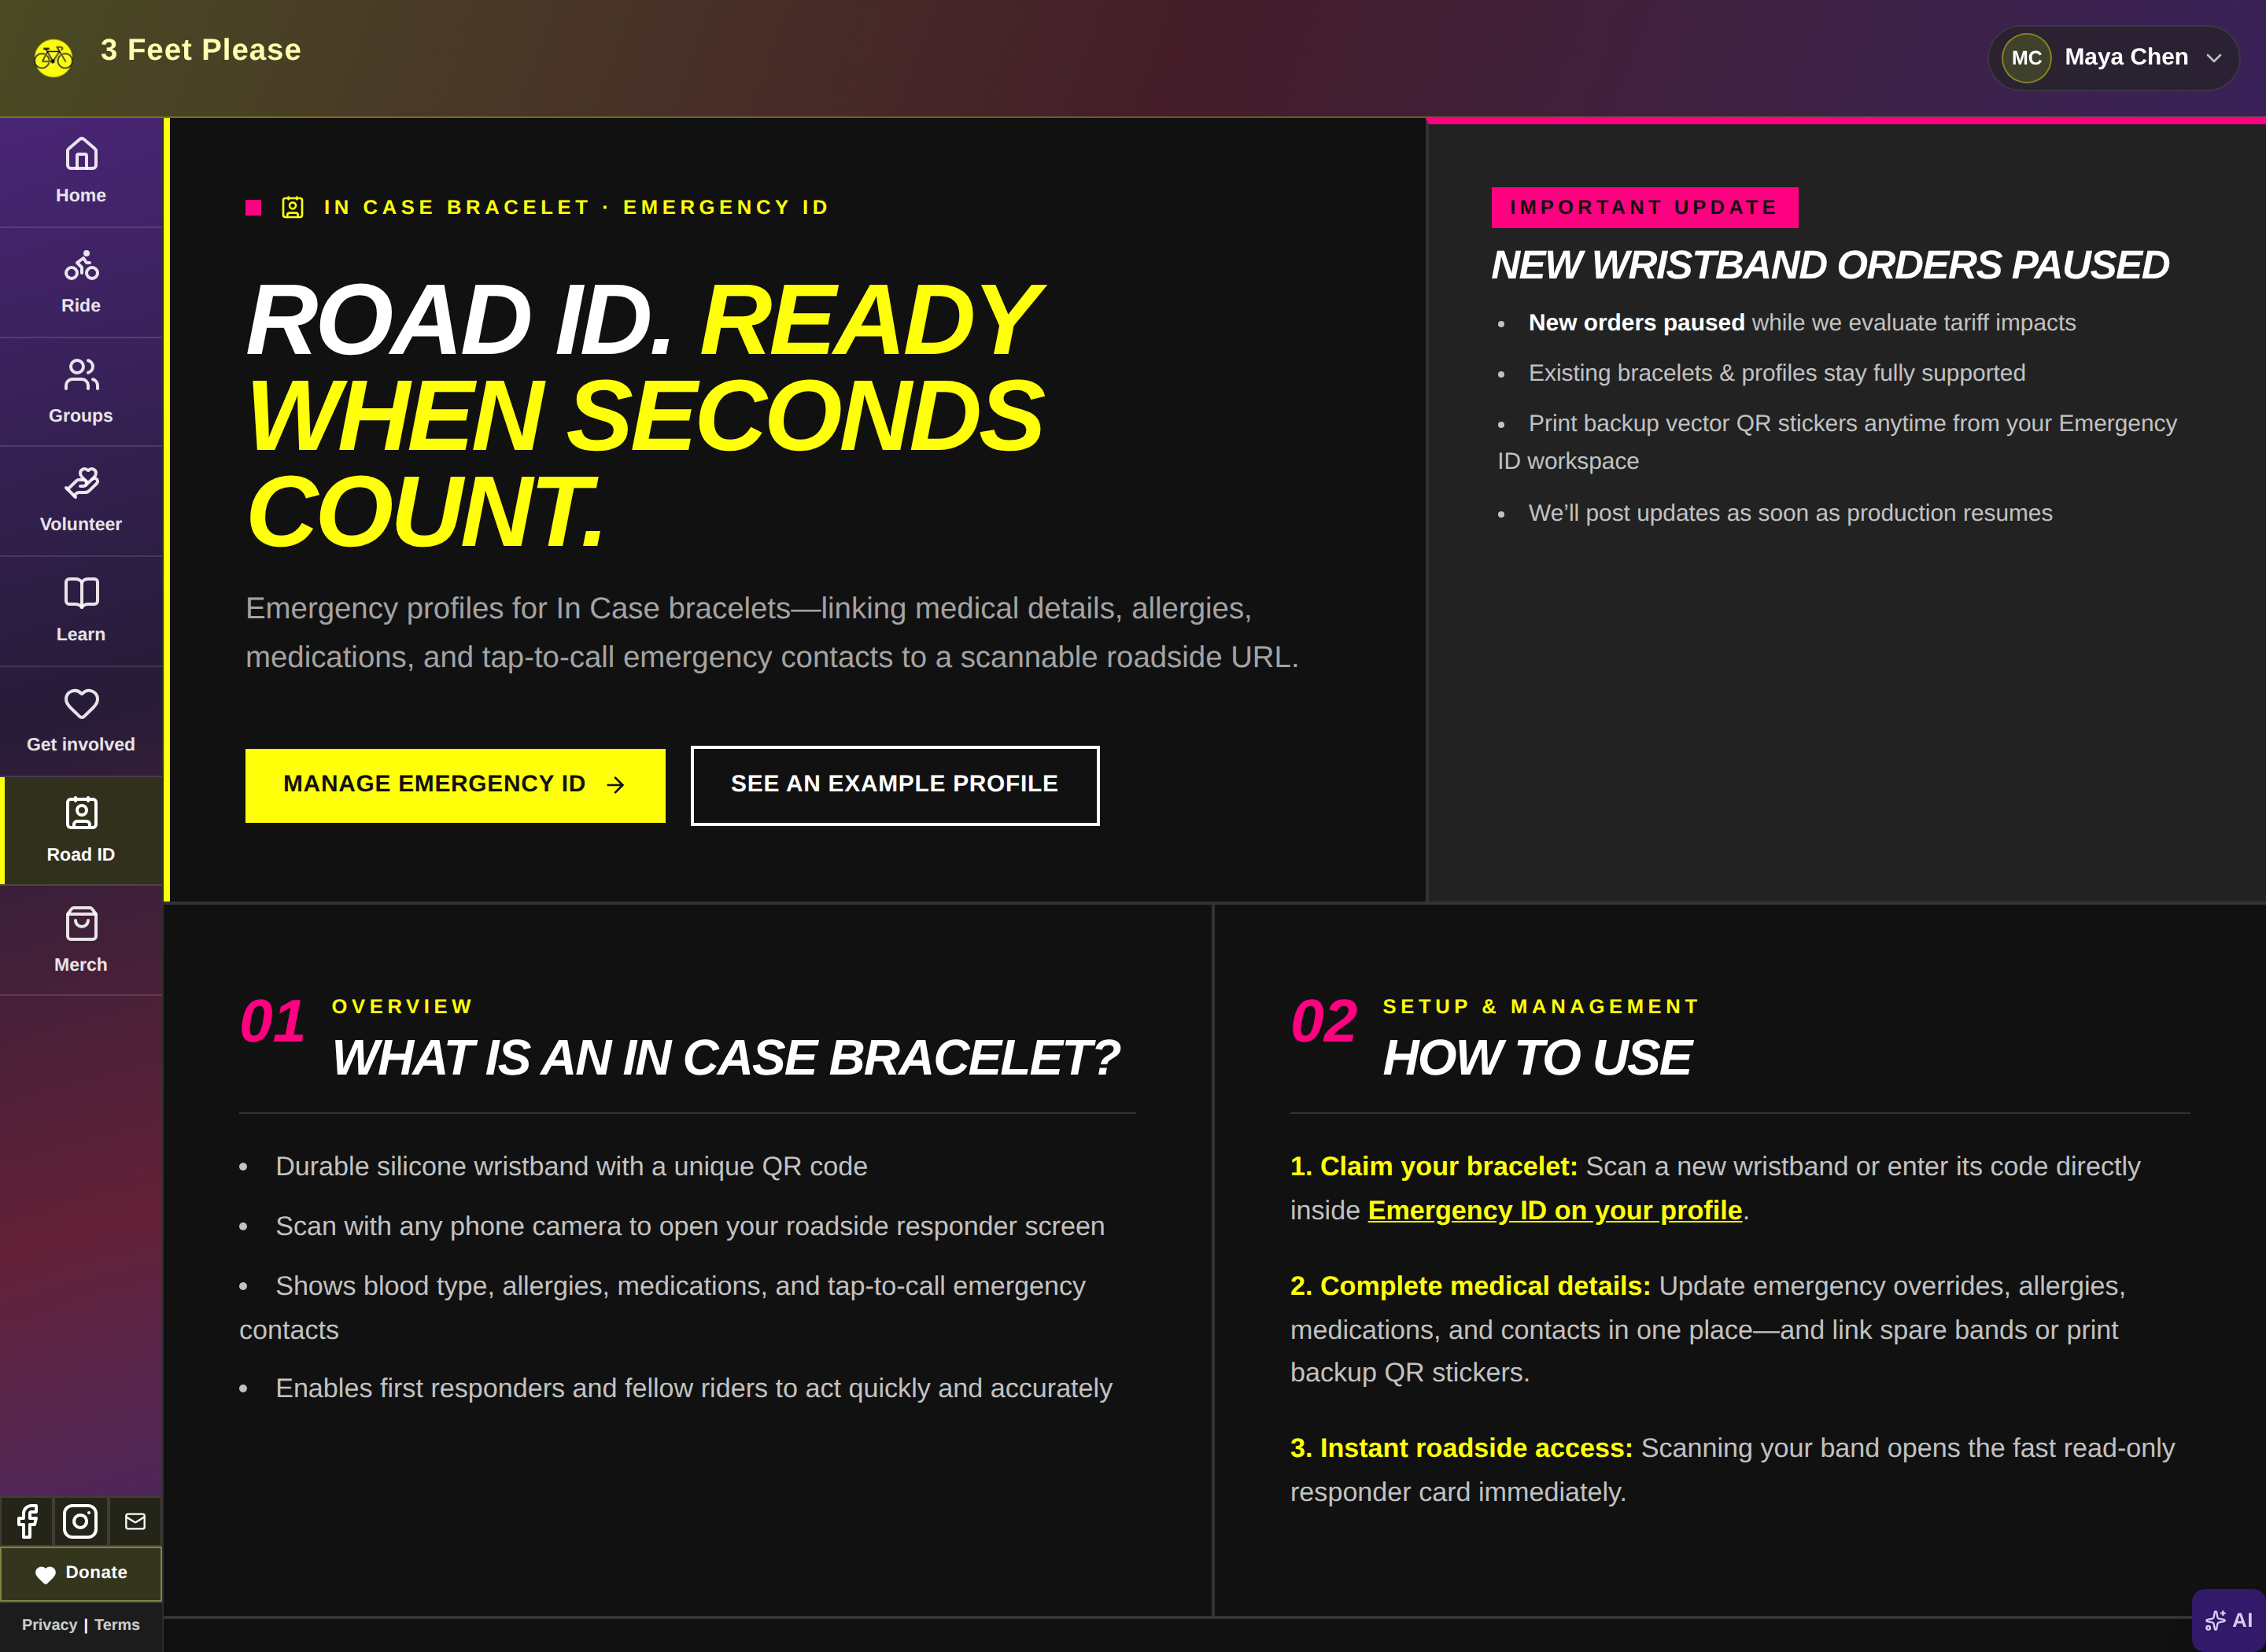 3 Feet Please
MC Maya Chen
Home
Ride
Groups
Volunteer
Learn
Get involved
Road ID
Merch
Donate
Privacy | Terms
IN CASE BRACELET · EMERGENCY ID
ROAD ID. READY
WHEN SECONDS
COUNT.
Emergency profiles for In Case bracelets—linking medical details, allergies,
medications, and tap-to-call emergency contacts to a scannable roadside URL.
MANAGE EMERGENCY ID →
SEE AN EXAMPLE PROFILE
IMPORTANT UPDATE
NEW WRISTBAND ORDERS PAUSED
• New orders paused while we evaluate tariff impacts
• Existing bracelets & profiles stay fully supported
• Print backup vector QR stickers anytime from your Emergency
ID workspace
• We’ll post updates as soon as production resumes
01 OVERVIEW
WHAT IS AN IN CASE BRACELET?
• Durable silicone wristband with a unique QR code
• Scan with any phone camera to open your roadside responder screen
• Shows blood type, allergies, medications, and tap-to-call emergency
contacts
• Enables first responders and fellow riders to act quickly and accurately
02 SETUP & MANAGEMENT
HOW TO USE
1. Claim your bracelet: Scan a new wristband or enter its code directly
inside Emergency ID on your profile.
2. Complete medical details: Update emergency overrides, allergies,
medications, and contacts in one place—and link spare bands or print
backup QR stickers.
3. Instant roadside access: Scanning your band opens the fast read-only
responder card immediately.
AI